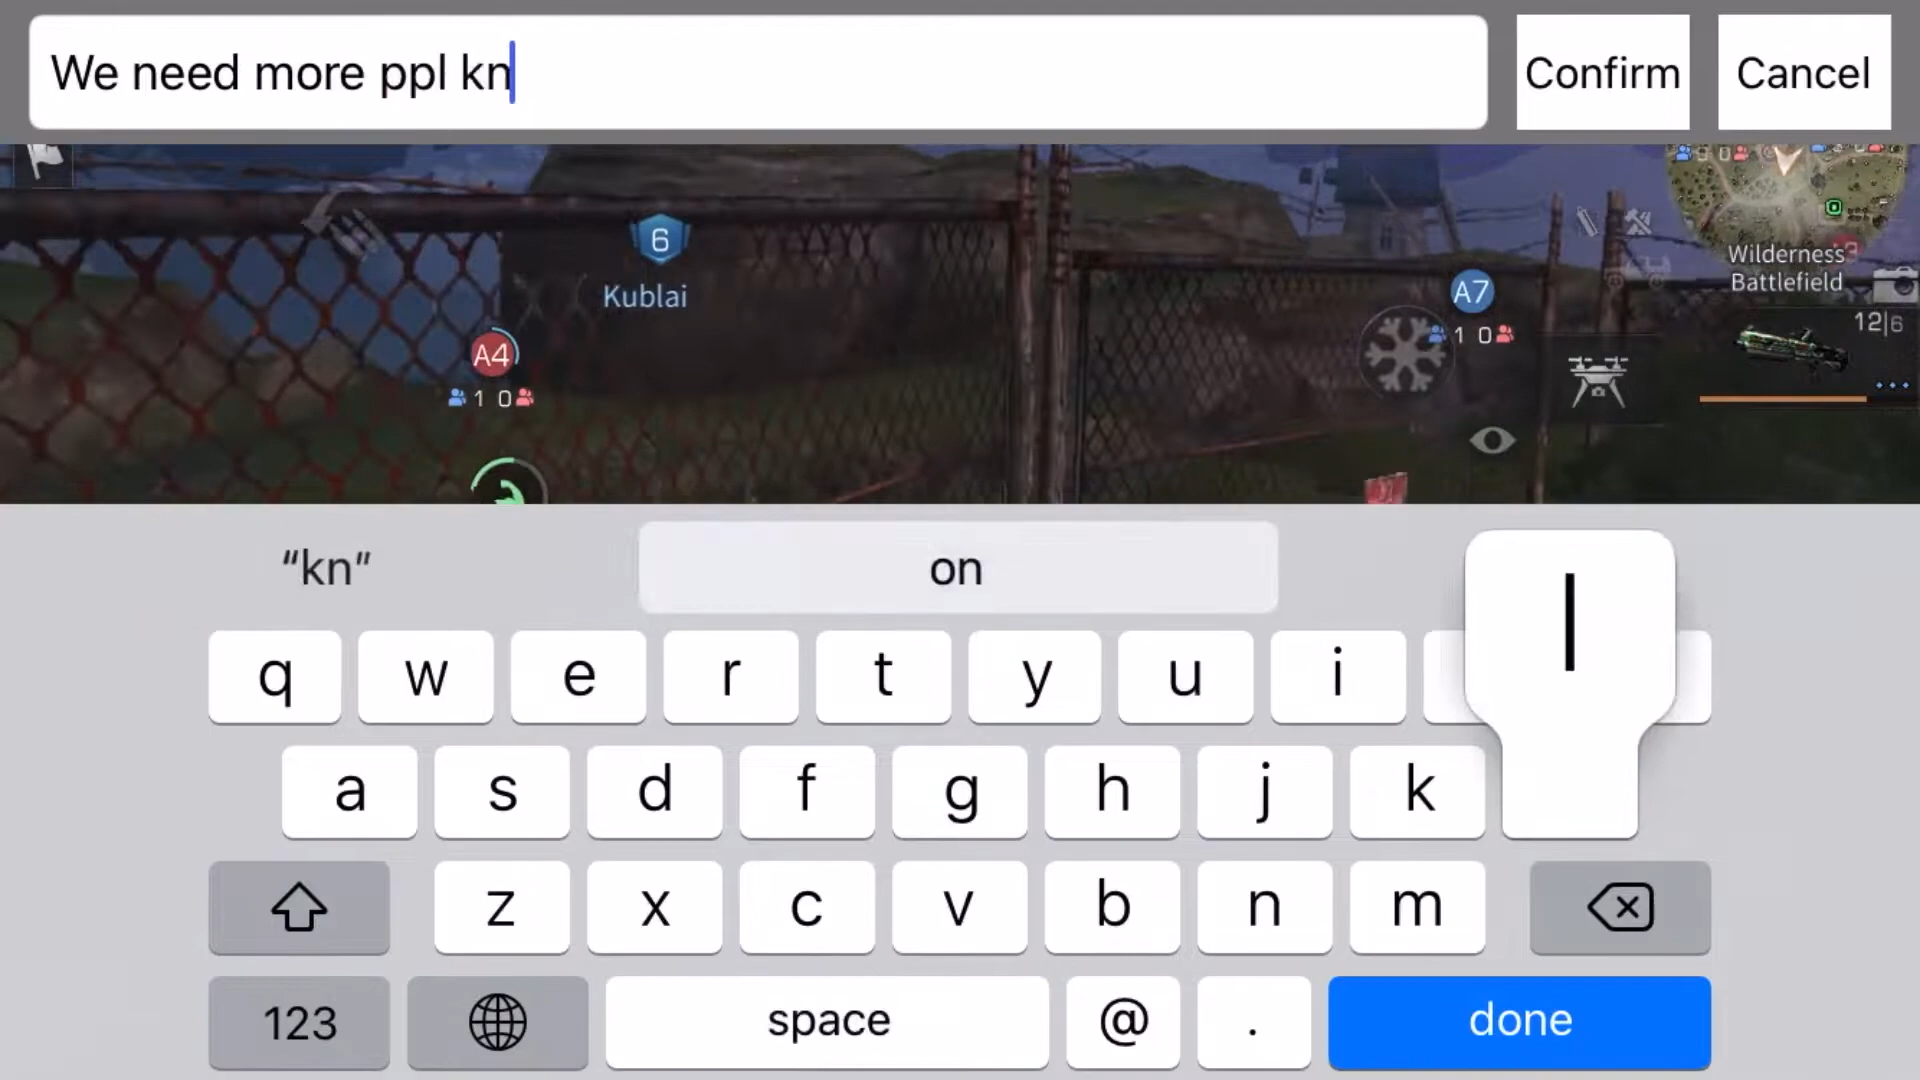 We need more ppl kn
Confirm
Cancel
6
Kublai
A4
1 0
A7
1 0
Wilderness
Battlefield
12|6
“kn”
on
l
q w e r t y u i
a s d f g h j k
z x c v b n m
123
space
@
.
done